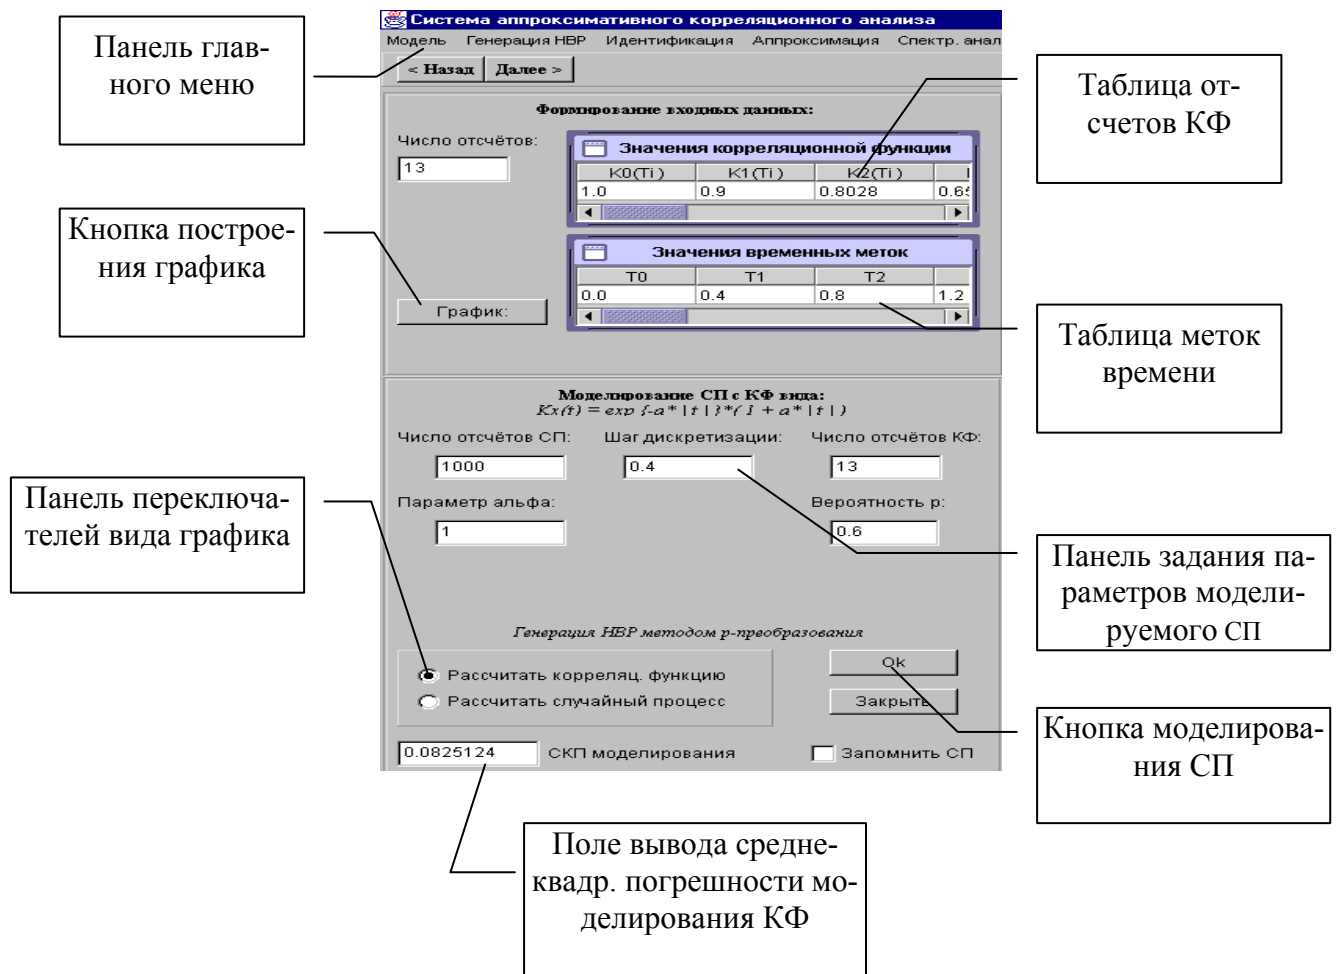 Система аппроксимативного корреляционного анализа
Модель Генерация НВР Идентификация Аппроксимация Спектр. анал
< Назад Далее >
Панель глав-
ного меню
Формирование входных данных:
Число отсчётов:
13
Значения корреляционной функции
K0(Ti) K1(Ti) K2(Ti)
1.0 0.9 0.8028
Таблица от-
счетов КФ
Кнопка построе-
ния графика
Значения временных меток
T0 T1 T2
0.0 0.4 0.8 1.2
График:
Таблица меток
времени
Моделирование СП с КФ вида:
Kx(t) = exp {-a* | t | }*( 1 + a* | t | )
Число отсчётов СП: Шаг дискретизации: Число отсчётов КФ:
1000 0.4 13
Параметр альфа: Вероятность р:
1 0.6
Панель переключа-
телей вида графика
Панель задания па-
раметров модели-
руемого СП
Генерация НВР методом р-преобразования
Рассчитать корреляц. функцию
Ok
Рассчитать случайный процесс
Закрыть
0.0825124 СКП моделирования Запомнить СП
Кнопка моделирова-
ния СП
Поле вывода средне-
квадр. погрешности мо-
делирования КФ